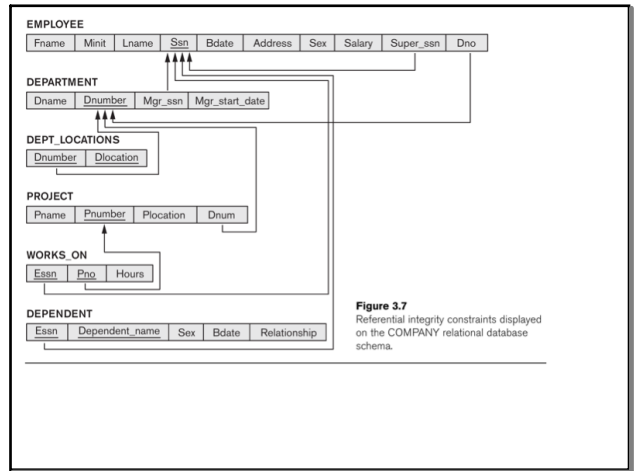 EMPLOYEE
Fname Minit Lname Ssn Bdate Address Sex Salary Super_ssn Dno
DEPARTMENT
Dname Dnumber Mgr_ssn Mgr_start_date
DEPT_LOCATIONS
Dnumber Dlocation
PROJECT
Pname Pnumber Plocation Dnum
WORKS_ON
Essn Pno Hours
DEPENDENT
Essn Dependent_name Sex Bdate Relationship
Figure 3.7
Referential integrity constraints displayed
on the COMPANY relational database
schema.